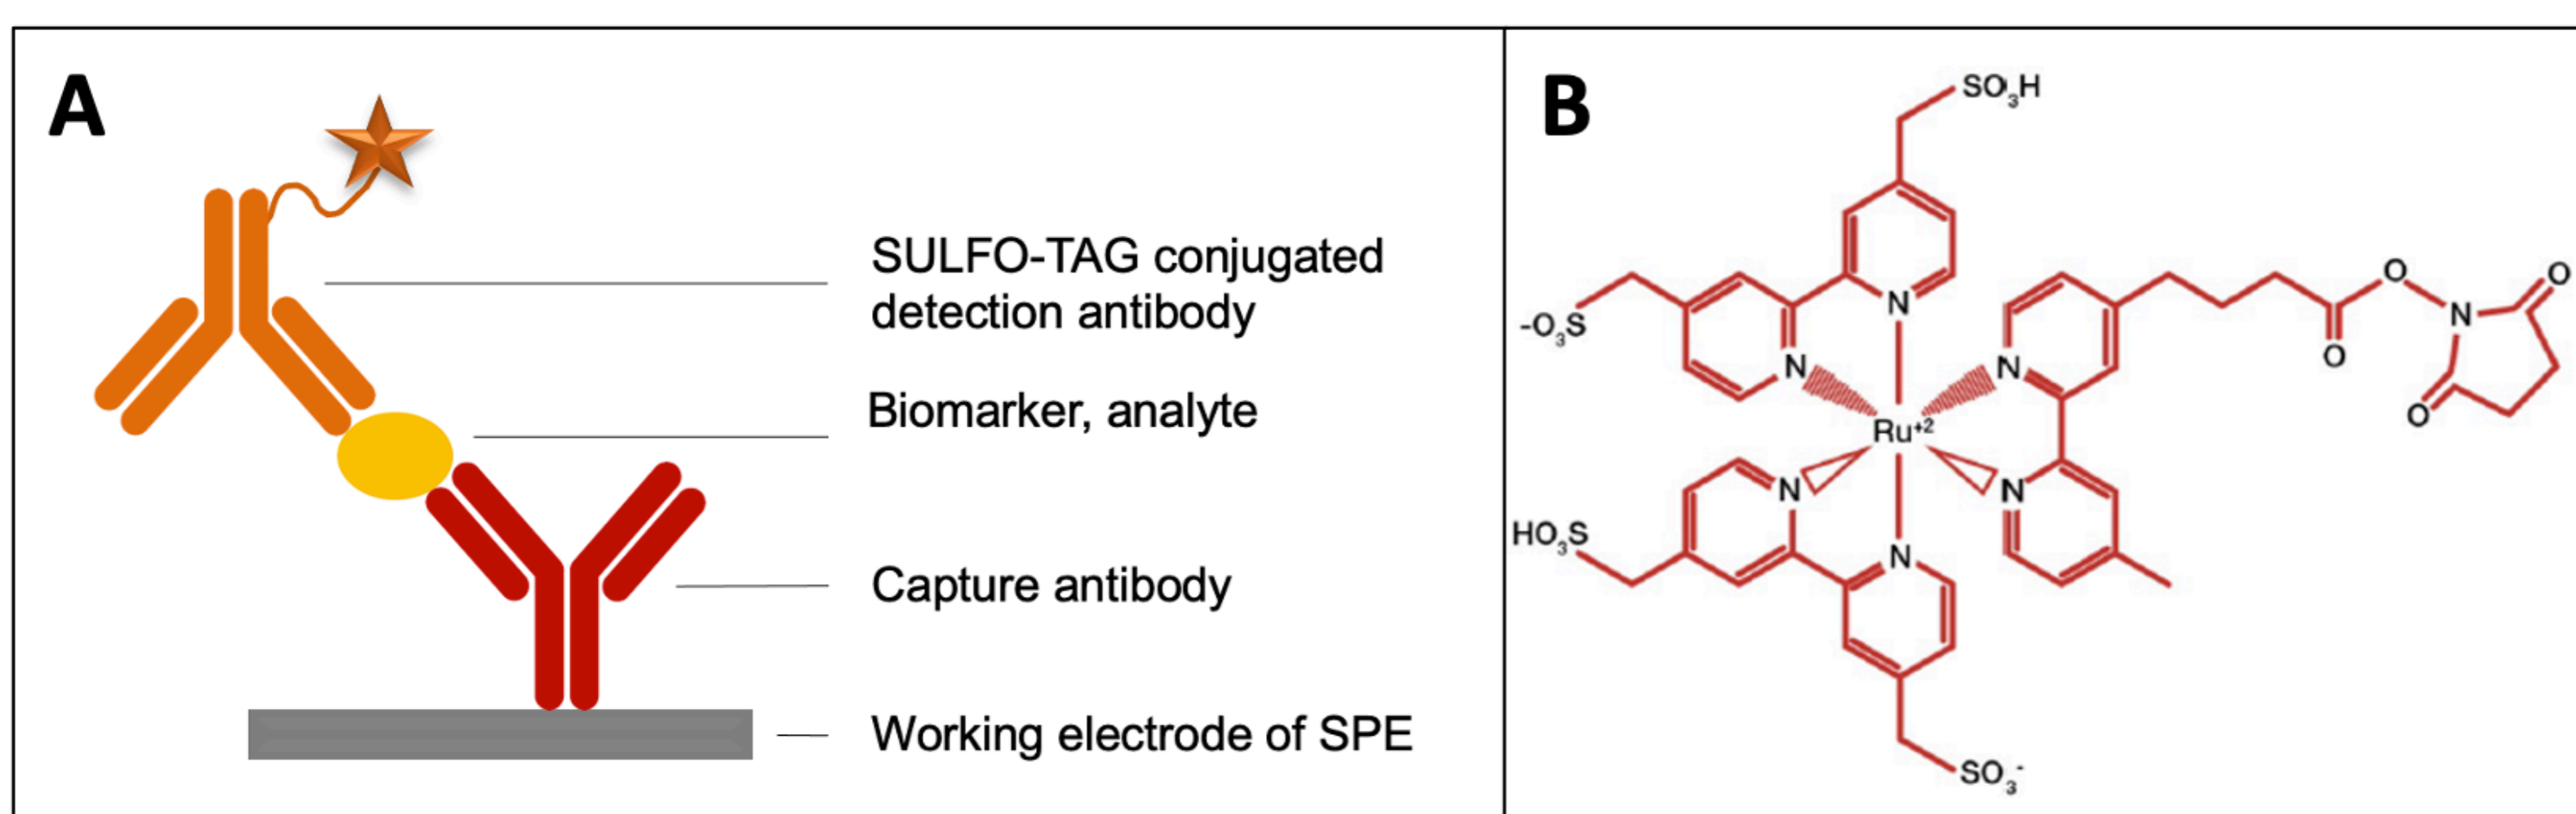 A
SULFO-TAG conjugated
detection antibody
Biomarker, analyte
Capture antibody
Working electrode of SPE
B
SO₃H
-O₃S
N
N
N
O
N
O
O
O
Ru⁺²
N
N
HO₃S
N
SO₃⁻